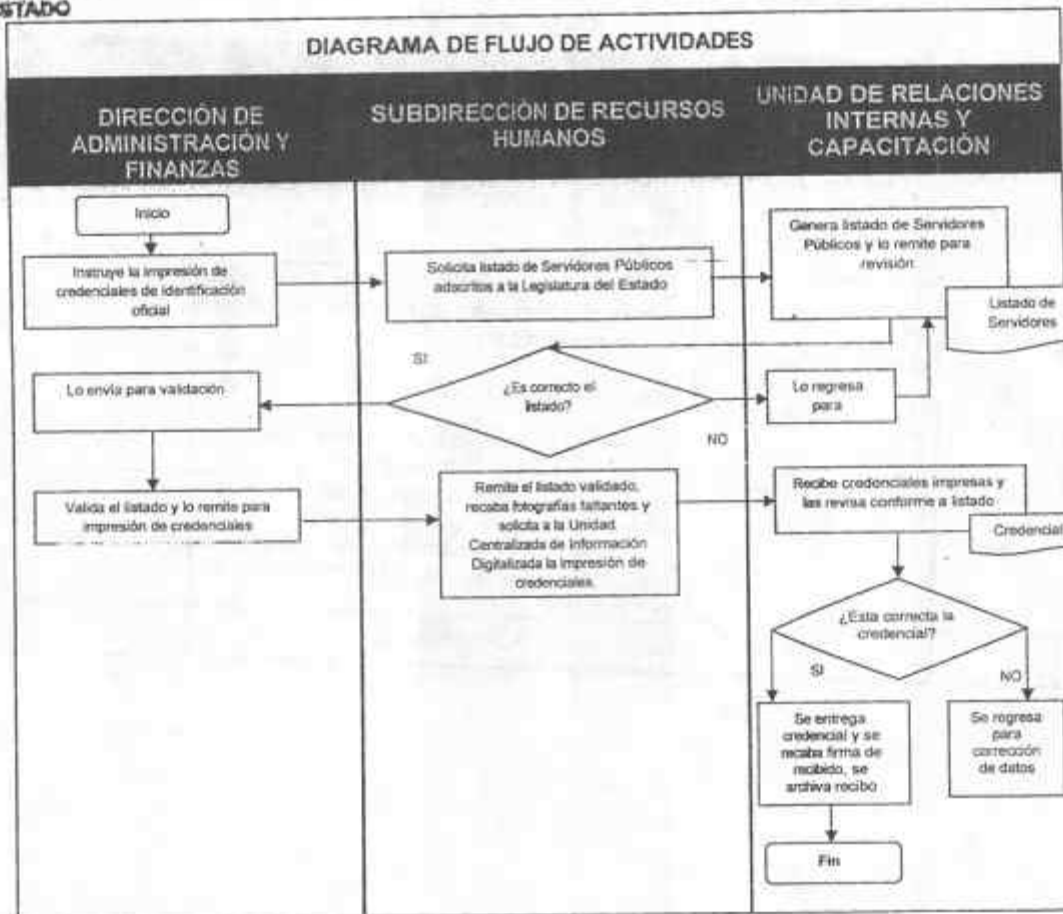 STADO
DIAGRAMA DE FLUJO DE ACTIVIDADES
DIRECCIÓN DE
ADMINISTRACIÓN Y
FINANZAS
SUBDIRECCIÓN DE RECURSOS
HUMANOS
UNIDAD DE RELACIONES
INTERNAS Y
CAPACITACIÓN
Inicio
Instruye la impresión de
credenciales de identificación
oficial
Solicita listado de Servidores Públicos
adscritos a la Legislatura del Estado
Genera listado de Servidores
Públicos y lo remite para
revisión
Listado de
Servidores
SI
¿Es correcto el
listado?
NO
Lo envía para validación
Lo regresa
para
Valida el listado y lo remite para
impresión de credenciales
Remite el listado validado,
recaba fotografías faltantes y
solicita a la Unidad
Centralizada de Información
Digitalizada la impresión de
credenciales.
Recibe credenciales impresas y
las revisa conforme a listado
Credencial
¿Esta correcta la
credencial?
SI
NO
Se entrega
credencial y se
recaba firma de
recibido, se
archiva recibo
Se regresa
para
corrección
de datos
Fin